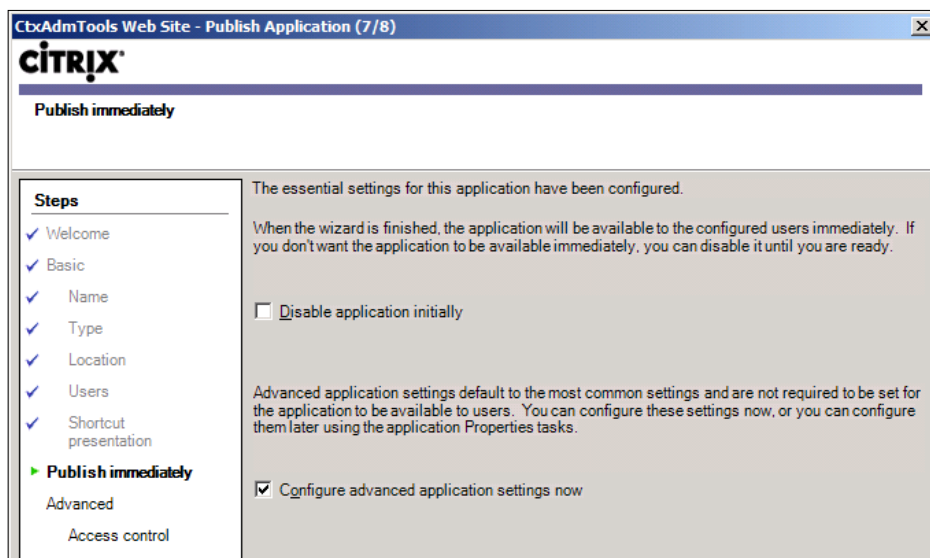 CtxAdmTools Web Site - Publish Application (7/8)
CITRIX
Publish immediately
Steps
Welcome
Basic
Name
Type
Location
Users
Shortcut
presentation
Publish immediately
Advanced
Access control
The essential settings for this application have been configured.
When the wizard is finished, the application will be available to the configured users immediately. If
you don't want the application to be available immediately, you can disable it until you are ready.
Disable application initially
Advanced application settings default to the most common settings and are not required to be set for
the application to be available to users. You can configure these settings now, or you can configure
them later using the application Properties tasks.
Configure advanced application settings now